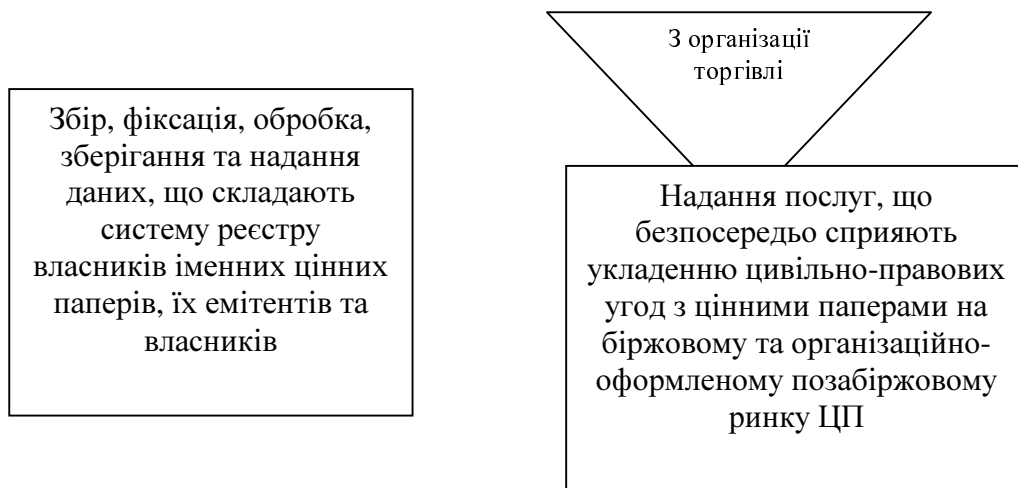 Збір, фіксація, обробка,
зберігання та надання
даних, що складають
систему реєстру
власників іменних цінних
паперів, їх емітентів та
власників
З організації
торгівлі
Надання послуг, що
безпосередьо сприяють
укладенню цивільно-правових
угод з цінними паперами на
біржовому та організаційно-
оформленому позабіржовому
ринку ЦП